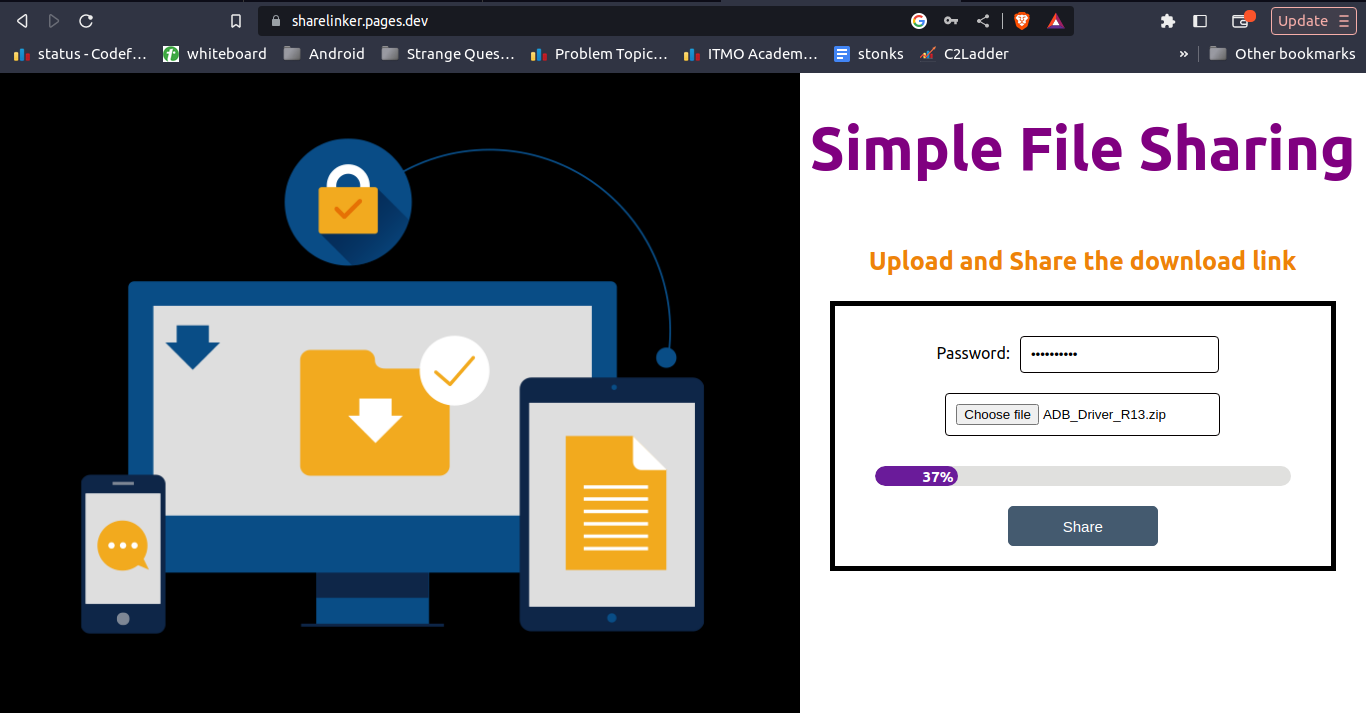 sharelinker.pages.dev
Update
status - Codef...
whiteboard
Android
Strange Ques...
Problem Topic...
ITMO Academ...
stonks
C2Ladder
»
Other bookmarks
Simple File Sharing
Upload and Share the download link
Password: ••••••••••
Choose file ADB_Driver_R13.zip
37%
Share